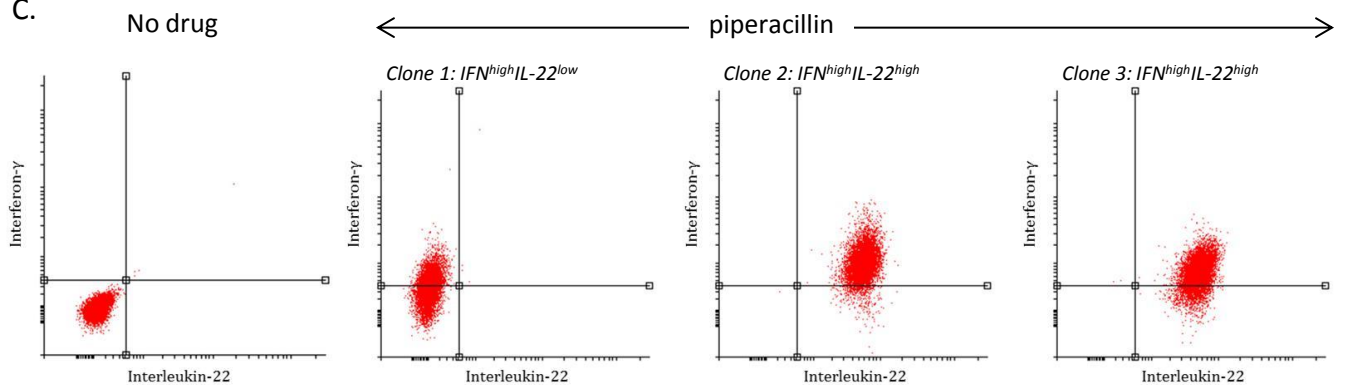 C.
No drug
piperacillin
Clone 1: IFNhighIL-22low
Clone 2: IFNhighIL-22high
Clone 3: IFNhighIL-22high
Interferon-γ
Interferon-γ
Interferon-γ
Interferon-γ
Interleukin-22
Interleukin-22
Interleukin-22
Interleukin-22